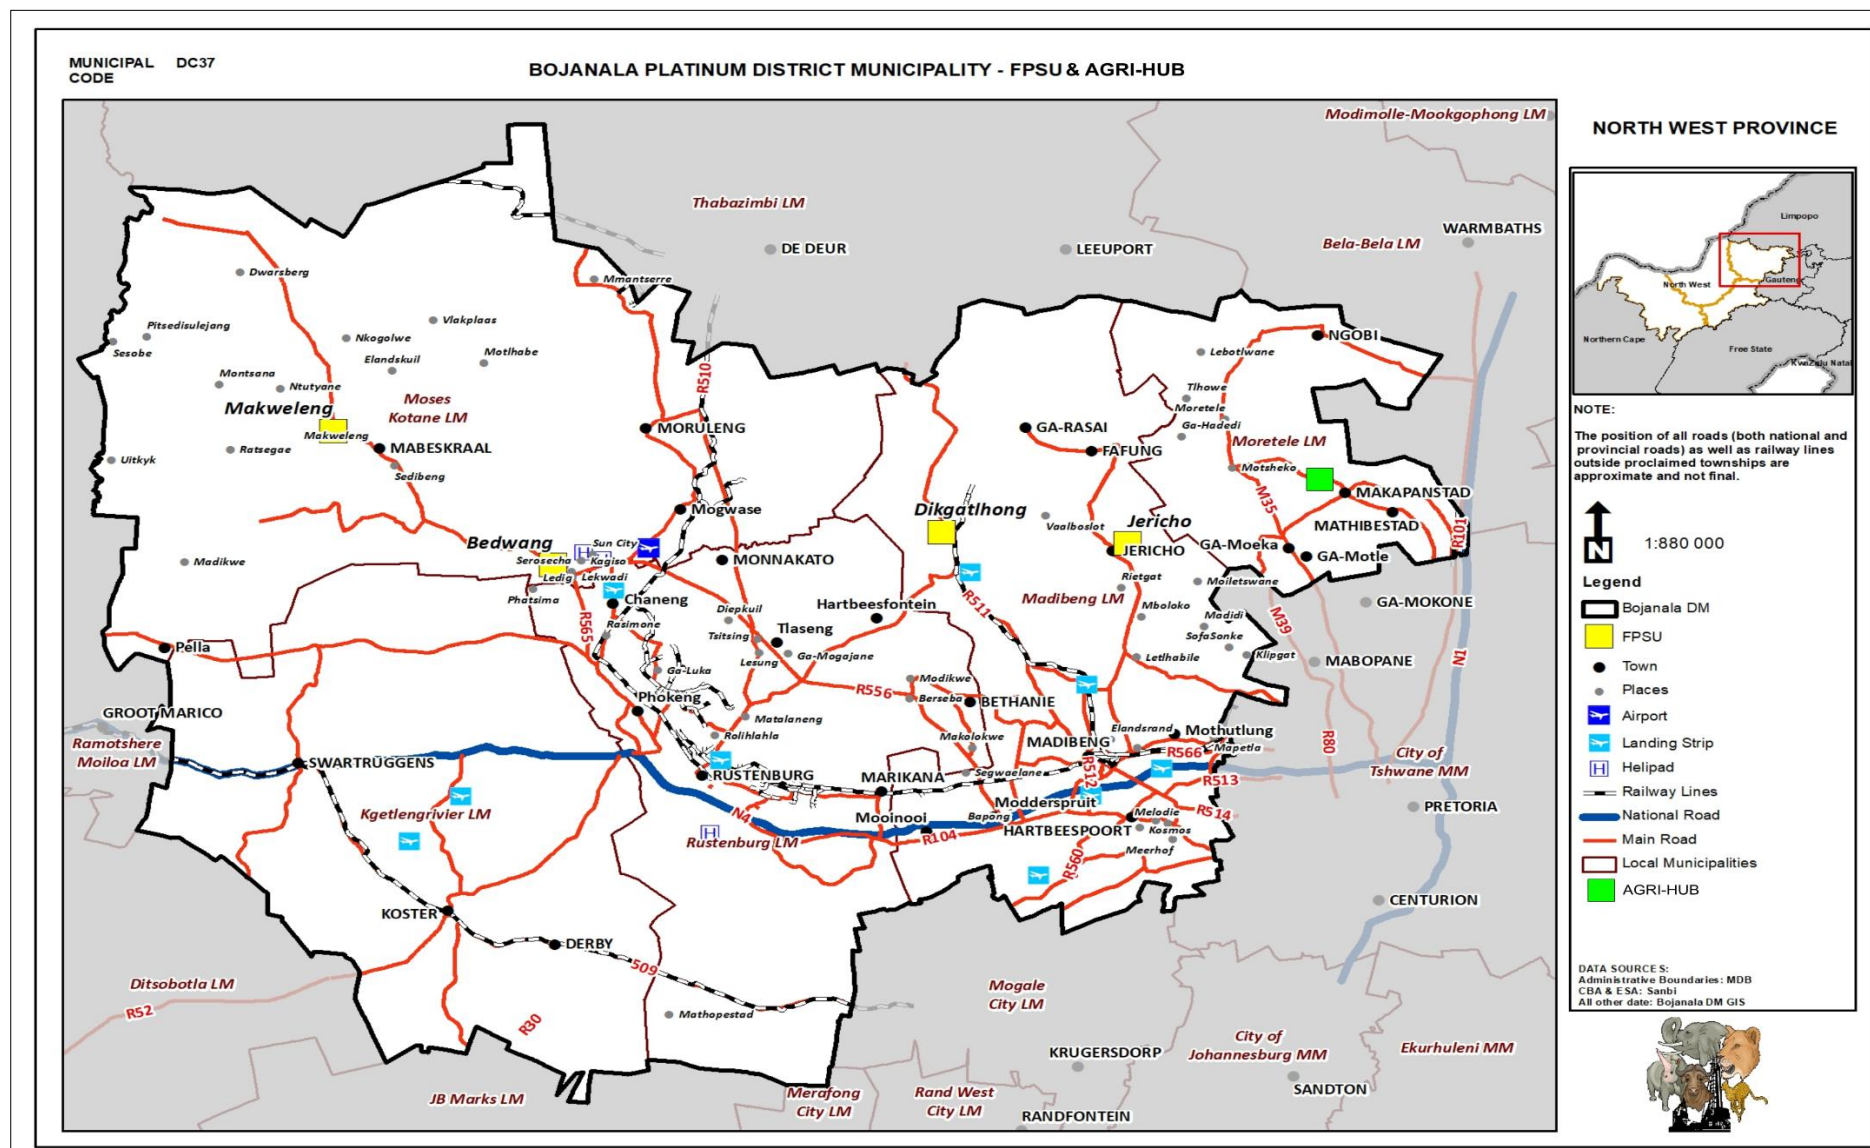 MUNICIPAL CODE DC37
BOJANALA PLATINUM DISTRICT MUNICIPALITY - FPSU & AGRI-HUB
Modimolle-Mookgophong LM
Thabazimbi LM
DE DEUR
LEEUPORT
Bela-Bela LM
WARMBATHS
Dwarsberg
Mmantserre
Pitsedisulejang
Sesobe
Nkogolwe
Vlakplaas
Elandskuil
Motlhabe
Montsana
Ntutyane
Makweleng
Moses
Kotane LM
Makweleng
Ratsegae
MABESKRAAL
Uitkyk
Sedibeng
R510
MORULENG
Mogwase
NGOBI
Lebotlwane
Tlhowe
Moretele
Ga-Hadedi
Moretele LM
GA-RASAI
FAFUNG
Motsheko
M35
MAKAPANSTAD
MATHIBESTAD
R101
GA-Moeka
GA-Motle
Dikgatlhong
Vaalboslot
Jericho
JERICHO
Bedwang
Sun City
Serosecha
Kagiso
Ledig
Lekwadi
Phatsima
Madikwe
MONNAKATO
Chaneng
R565
Rasimone
Hartbeesfontein
Diepkuil
Tsitsing
Tlaseng
Lesung
Ga-Mogajane
R511
Madibeng LM
Rietgat
Moiletswane
Mboloko
Madidi
SofaSonke
Klipgat
Letlhabile
M39
GA-MOKONE
MABOPANE
N1
Pella
Ga-Luka
Phokeng
R556
Modikwe
Berseba
BETHANIE
Matalaneng
Rolihlahla
Makolokwe
Segwaelane
MADIBENG
Elandsrand
Mothutlung
Mapetla
R566
R512
R513
R514
R80
City of
Tshwane MM
GROOT MARICO
Ramotshere
Moiloa LM
SWARTRUGGENS
RUSTENBURG
MARIKANA
Kgetlengrivier LM
N4
Rustenburg LM
Mooinooi
R104
Bapong
Modderspruit
HARTBEESPOORT
Melodie
Kosmos
Meerhof
R560
PRETORIA
CENTURION
KOSTER
DERBY
509
Mathopestad
Ditsobotla LM
R52
R30
JB Marks LM
Merafong
City LM
Rand West
City LM
Mogale
City LM
KRUGERSDORP
RANDFONTEIN
City of
Johannesburg MM
SANDTON
Ekurhuleni MM
NORTH WEST PROVINCE
Limpopo
North West
Gauteng
Northern Cape
Free State
KwaZulu Natal
NOTE:
The position of all roads (both national and
provincial roads) as well as railway lines
outside proclaimed townships are
approximate and not final.
N
1:880 000
Legend
Bojanala DM
FPSU
Town
Places
Airport
Landing Strip
H Helipad
Railway Lines
National Road
Main Road
Local Municipalities
AGRI-HUB
DATA SOURCES:
Administrative Boundaries: MDB
CBA & ESA: Sanbi
All other date: Bojanala DM GIS